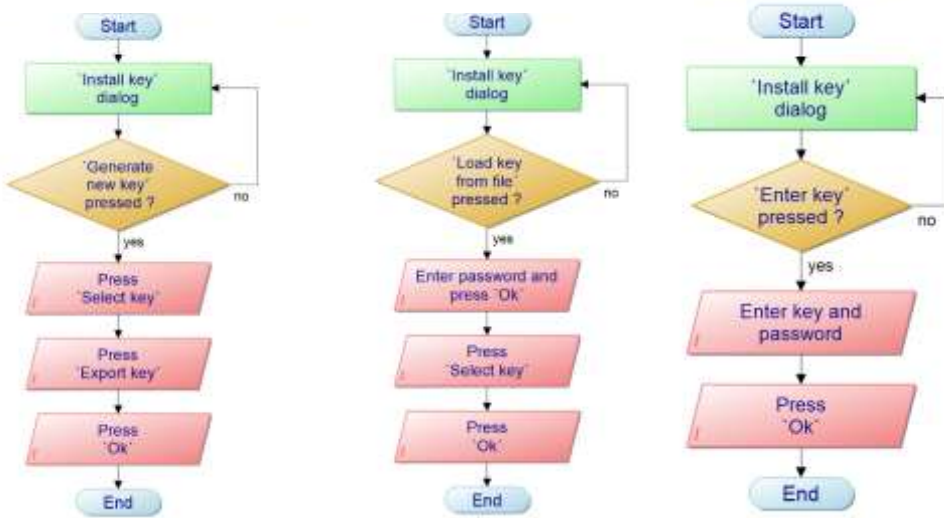 Start
'Install key'
dialog
'Generate
new key'
pressed ?
no
yes
Press
'Select key'
Press
'Export key'
Press
'Ok'
End
Start
'Install key'
dialog
'Load key
from file'
pressed ?
no
yes
Enter password and
press 'Ok'
Press
'Select key'
Press
'Ok'
End
Start
'Install key'
dialog
'Enter key'
pressed ?
no
yes
Enter key and
password
Press
'Ok'
End